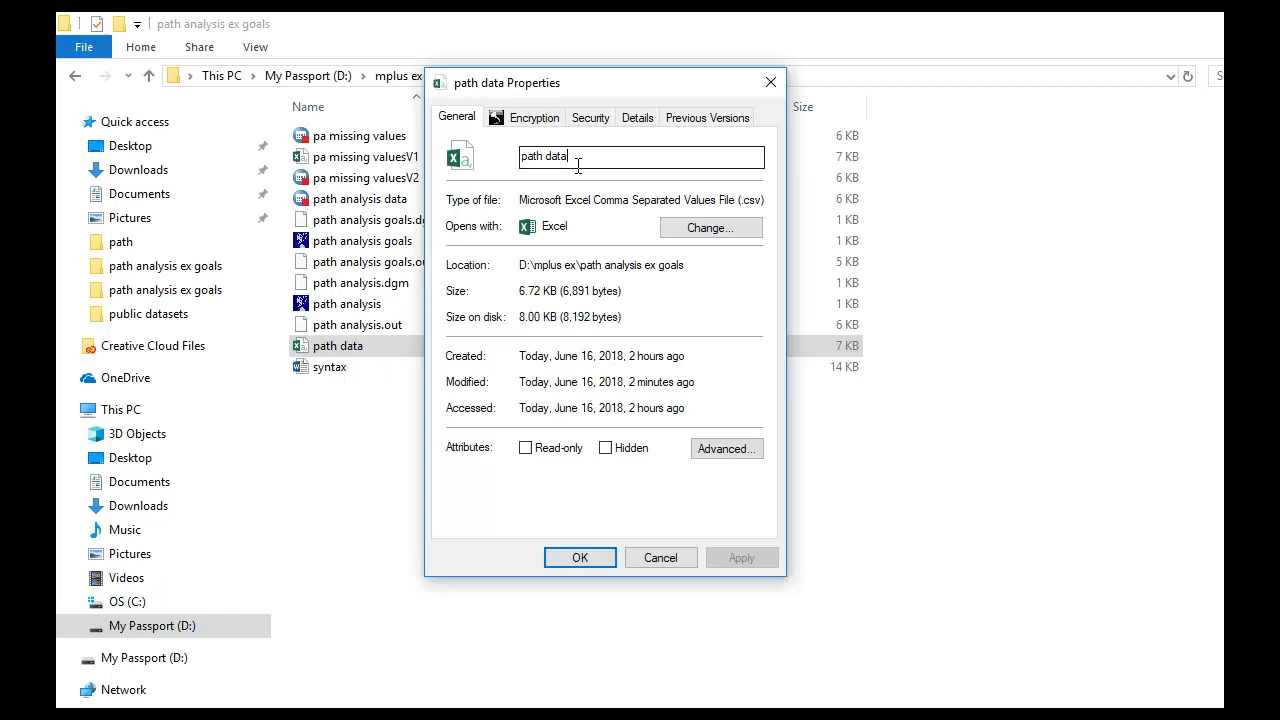 path analysis ex goals
File Home Share View
This PC My Passport (D:) mplus ex
path data Properties
General Encryption Security Details Previous Versions
path data
Type of file: Microsoft Excel Comma Separated Values File (.csv)
Opens with: Excel Change...
Location: D:\mplus ex\path analysis ex goals
Size: 6.72 KB (6,891 bytes)
Size on disk: 8.00 KB (8,192 bytes)
Created: Today, June 16, 2018, 2 hours ago
Modified: Today, June 16, 2018, 2 minutes ago
Accessed: Today, June 16, 2018, 2 hours ago
Attributes: Read-only Hidden Advanced...
OK Cancel Apply
Quick access
Desktop
Downloads
Documents
Pictures
path
path analysis ex goals
path analysis ex goals
public datasets
Creative Cloud Files
OneDrive
This PC
3D Objects
Desktop
Documents
Downloads
Music
Pictures
Videos
OS (C:)
My Passport (D:)
My Passport (D:)
Network
Name Size
pa missing values 6 KB
pa missing valuesV1 7 KB
pa missing valuesV2 6 KB
path analysis data 6 KB
path analysis goals.d 1 KB
path analysis goals 1 KB
path analysis goals.o 5 KB
path analysis.dgm 1 KB
path analysis 1 KB
path analysis.out 6 KB
path data 7 KB
syntax 14 KB